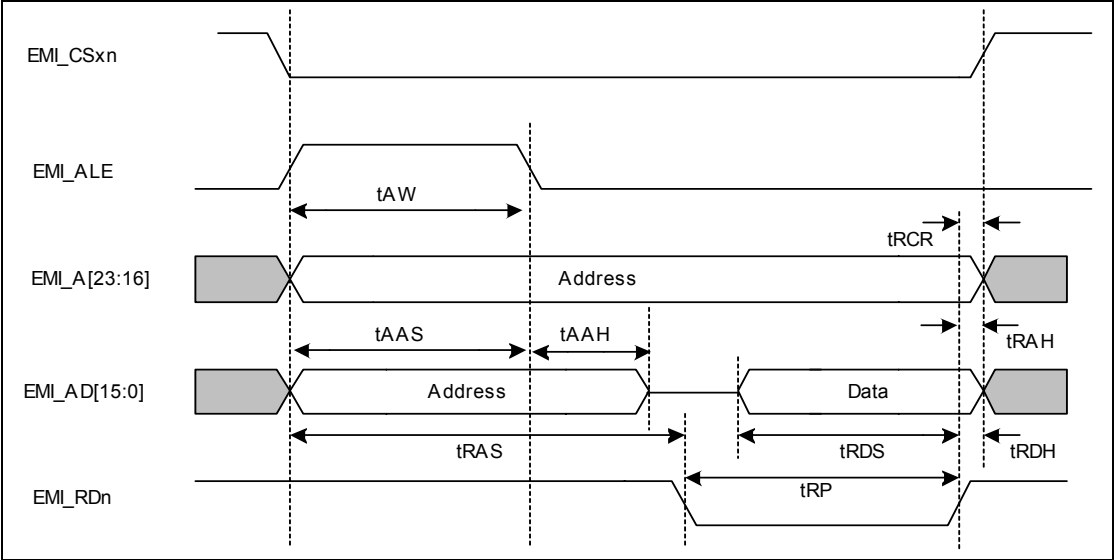 EMI_CSxn
EMI_ALE
tAW
tRCR
EMI_A[23:16]
Address
tRAH
tAAS
tAAH
EMI_AD[15:0]
Address
Data
tRAS
tRDS
tRDH
tRP
EMI_RDn